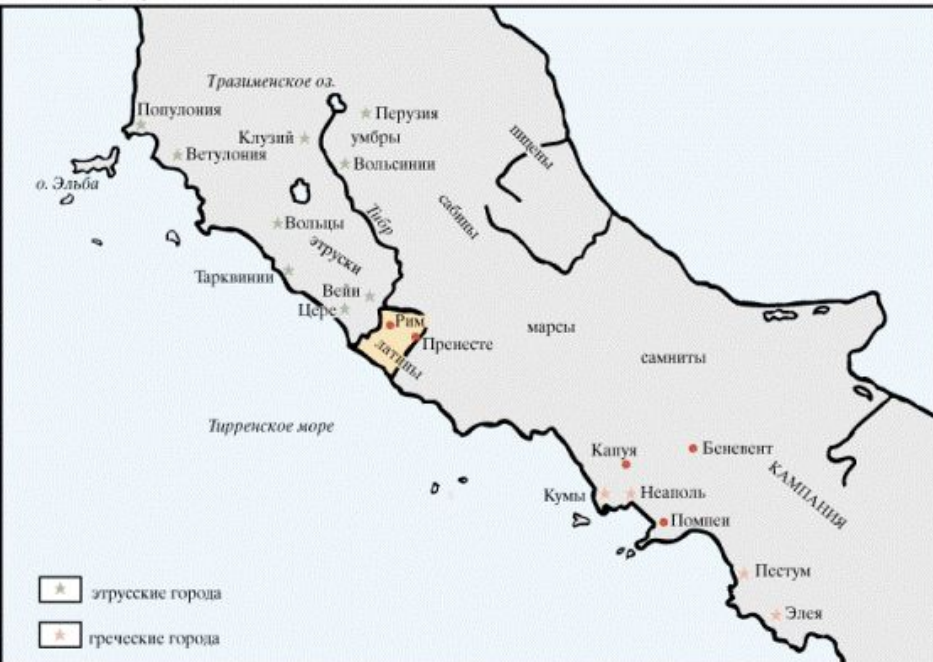 Тразименское оз.
Популония
Перузия
Клузий
умбры
Ветулония
Вольсинии
пицены
о. Эльба
сабины
Тибр
Вольцы
этруски
Тарквинии
Вейи
Цере
Рим
Пренесте
латины
марсы
самниты
Тирренское море
Капуя
Беневент
КАМПАНИЯ
Кумы
Неаполь
Помпеи
Пестум
Элея
этрусские города
греческие города